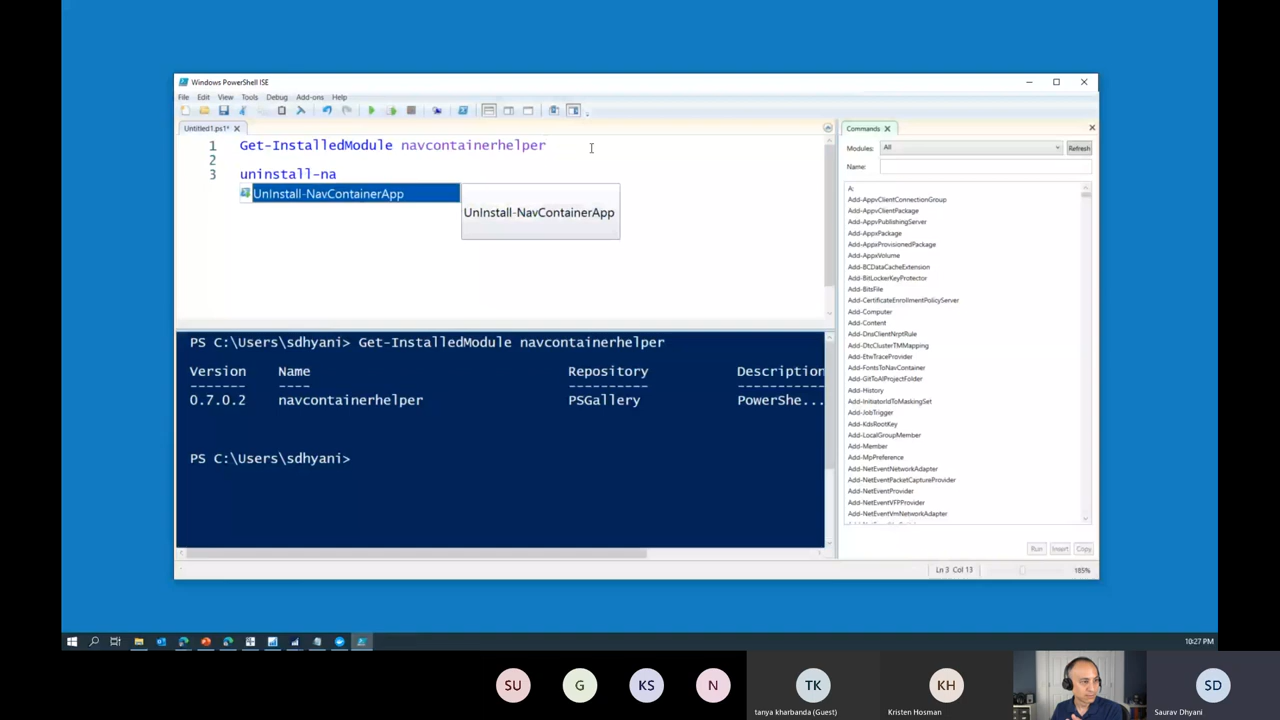 Windows PowerShell ISE
File Edit View Tools Debug Add-ons Help
Untitled1.ps1* X
1 Get-InstalledModule navcontainerhelper
2
3 uninstall-na
UnInstall-NavContainerApp
UnInstall-NavContainerApp
PS C:\Users\sdhyani> Get-InstalledModule navcontainerhelper
Version Name Repository Description
------- ---- ---------- -----------
0.7.0.2 navcontainerhelper PSGallery PowerShe...
PS C:\Users\sdhyani>
Commands X
Modules: All Refresh
Name:
A:
Add-AppvClientConnectionGroup
Add-AppvClientPackage
Add-AppvPublishingServer
Add-AppxPackage
Add-AppxProvisionedPackage
Add-AppxVolume
Add-BCDataCacheExtension
Add-BitLockerKeyProtector
Add-BitsFile
Add-CertificateEnrollmentPolicyServer
Add-Computer
Add-Content
Add-DnsClientNrptRule
Add-DtcClusterTMMapping
Add-EtwTraceProvider
Add-FontsToNavContainer
Add-GitToAlProjectFolder
Add-History
Add-InitiatorIdToMaskingSet
Add-JobTrigger
Add-KdsRootKey
Add-LocalGroupMember
Add-Member
Add-MpPreference
Add-NetEventNetworkAdapter
Add-NetEventPacketCaptureProvider
Add-NetEventProvider
Add-NetEventVFPProvider
Add-NetEventVmNetworkAdapter
Run Insert Copy
Ln 3 Col 13 185%
10:27 PM
SU G KS N TK KH SD
tanya kharbanda (Guest) Kristen Hosman Saurav Dhyani